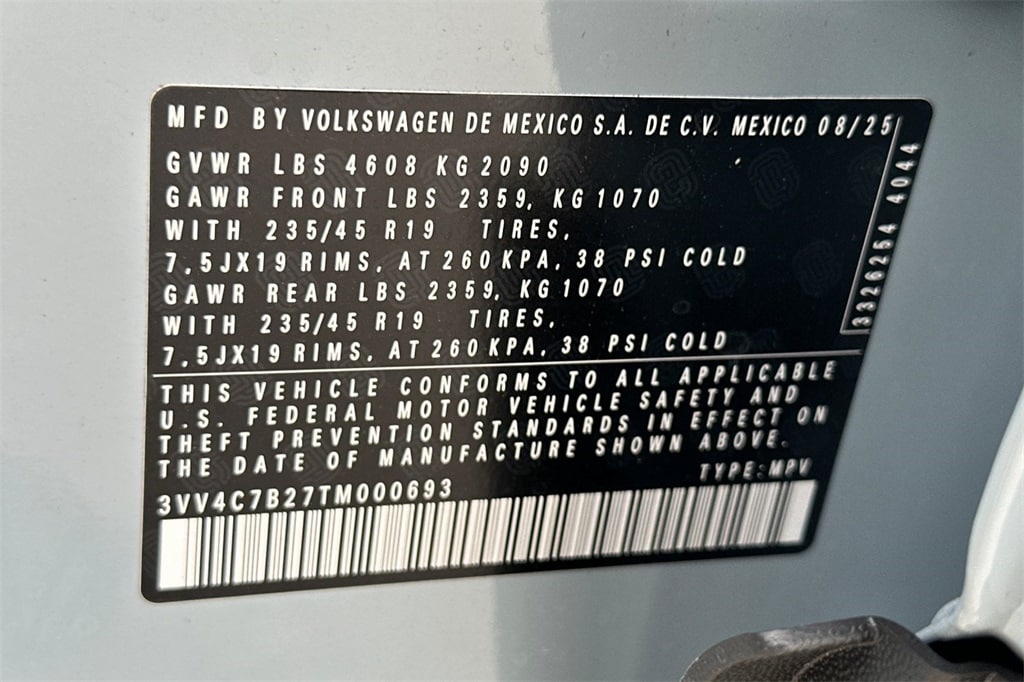 MFD BY VOLKSWAGEN DE MEXICO S.A. DE C.V. MEXICO 08/25
GVWR LBS 4608 KG 2090
GAWR FRONT LBS 2359, KG 1070
WITH 235/45 R19 TIRES,
7,5JX19 RIMS, AT 260 KPA, 38 PSI COLD
GAWR REAR LBS 2359, KG 1070
WITH 235/45 R19 TIRES,
7,5JX19 RIMS, AT 260 KPA, 38 PSI COLD
THIS VEHICLE CONFORMS TO ALL APPLICABLE
U.S. FEDERAL MOTOR VEHICLE SAFETY AND
THEFT PREVENTION STANDARDS IN EFFECT ON
THE DATE OF MANUFACTURE SHOWN ABOVE.
TYPE: MPV
3VV4C7B27TM000693
3326254 4044